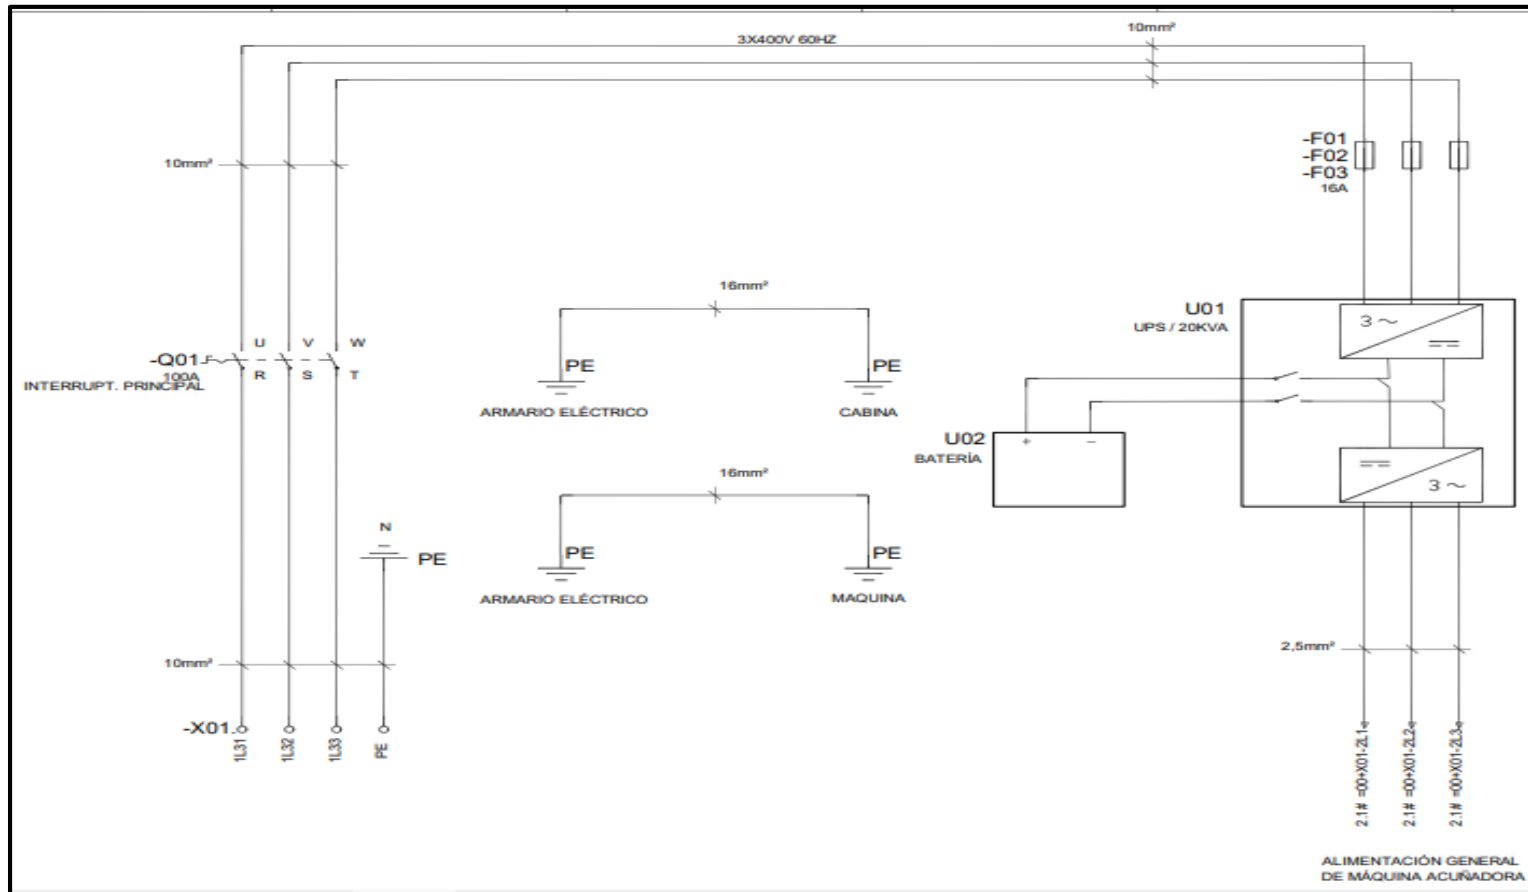 3X400V 60HZ
10mm²
10mm²
-F01
-F02
-F03
16A
16mm²
U01
UPS / 20KVA
3 ~
U
V
W
-Q01
100A
INTERRUPT. PRINCIPAL
R
S
T
PE
PE
ARMARIO ELÉCTRICO
CABINA
U02
BATERÍA
+
-
16mm²
3 ~
N
PE
PE
PE
ARMARIO ELÉCTRICO
MAQUINA
10mm²
2,5mm²
-X01
1L31
1L32
1L33
PE
2.1# =00+X01-2L1
2.1# =00+X01-2L2
2.1# =00+X01-2L3
ALIMENTACIÓN GENERAL
DE MÁQUINA ACUÑADORA